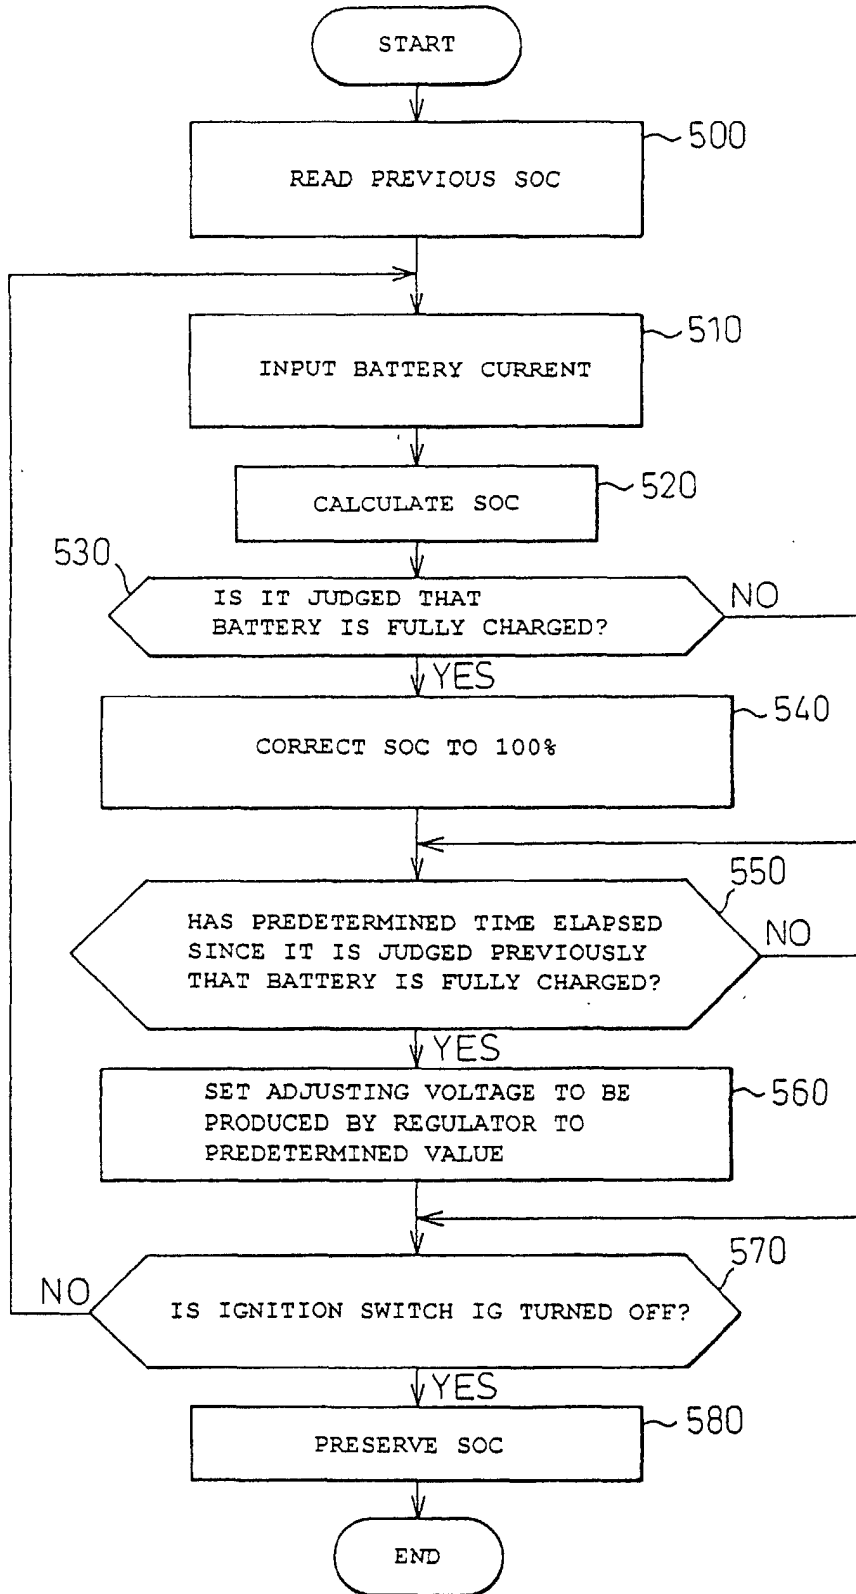 START
500
READ PREVIOUS SOC
510
INPUT BATTERY CURRENT
520
CALCULATE SOC
530
IS IT JUDGED THAT
BATTERY IS FULLY CHARGED?
NO
YES
540
CORRECT SOC TO 100%
550
HAS PREDETERMINED TIME ELAPSED
SINCE IT IS JUDGED PREVIOUSLY
THAT BATTERY IS FULLY CHARGED?
NO
YES
560
SET ADJUSTING VOLTAGE TO BE
PRODUCED BY REGULATOR TO
PREDETERMINED VALUE
570
NO
IS IGNITION SWITCH IG TURNED OFF?
YES
580
PRESERVE SOC
END